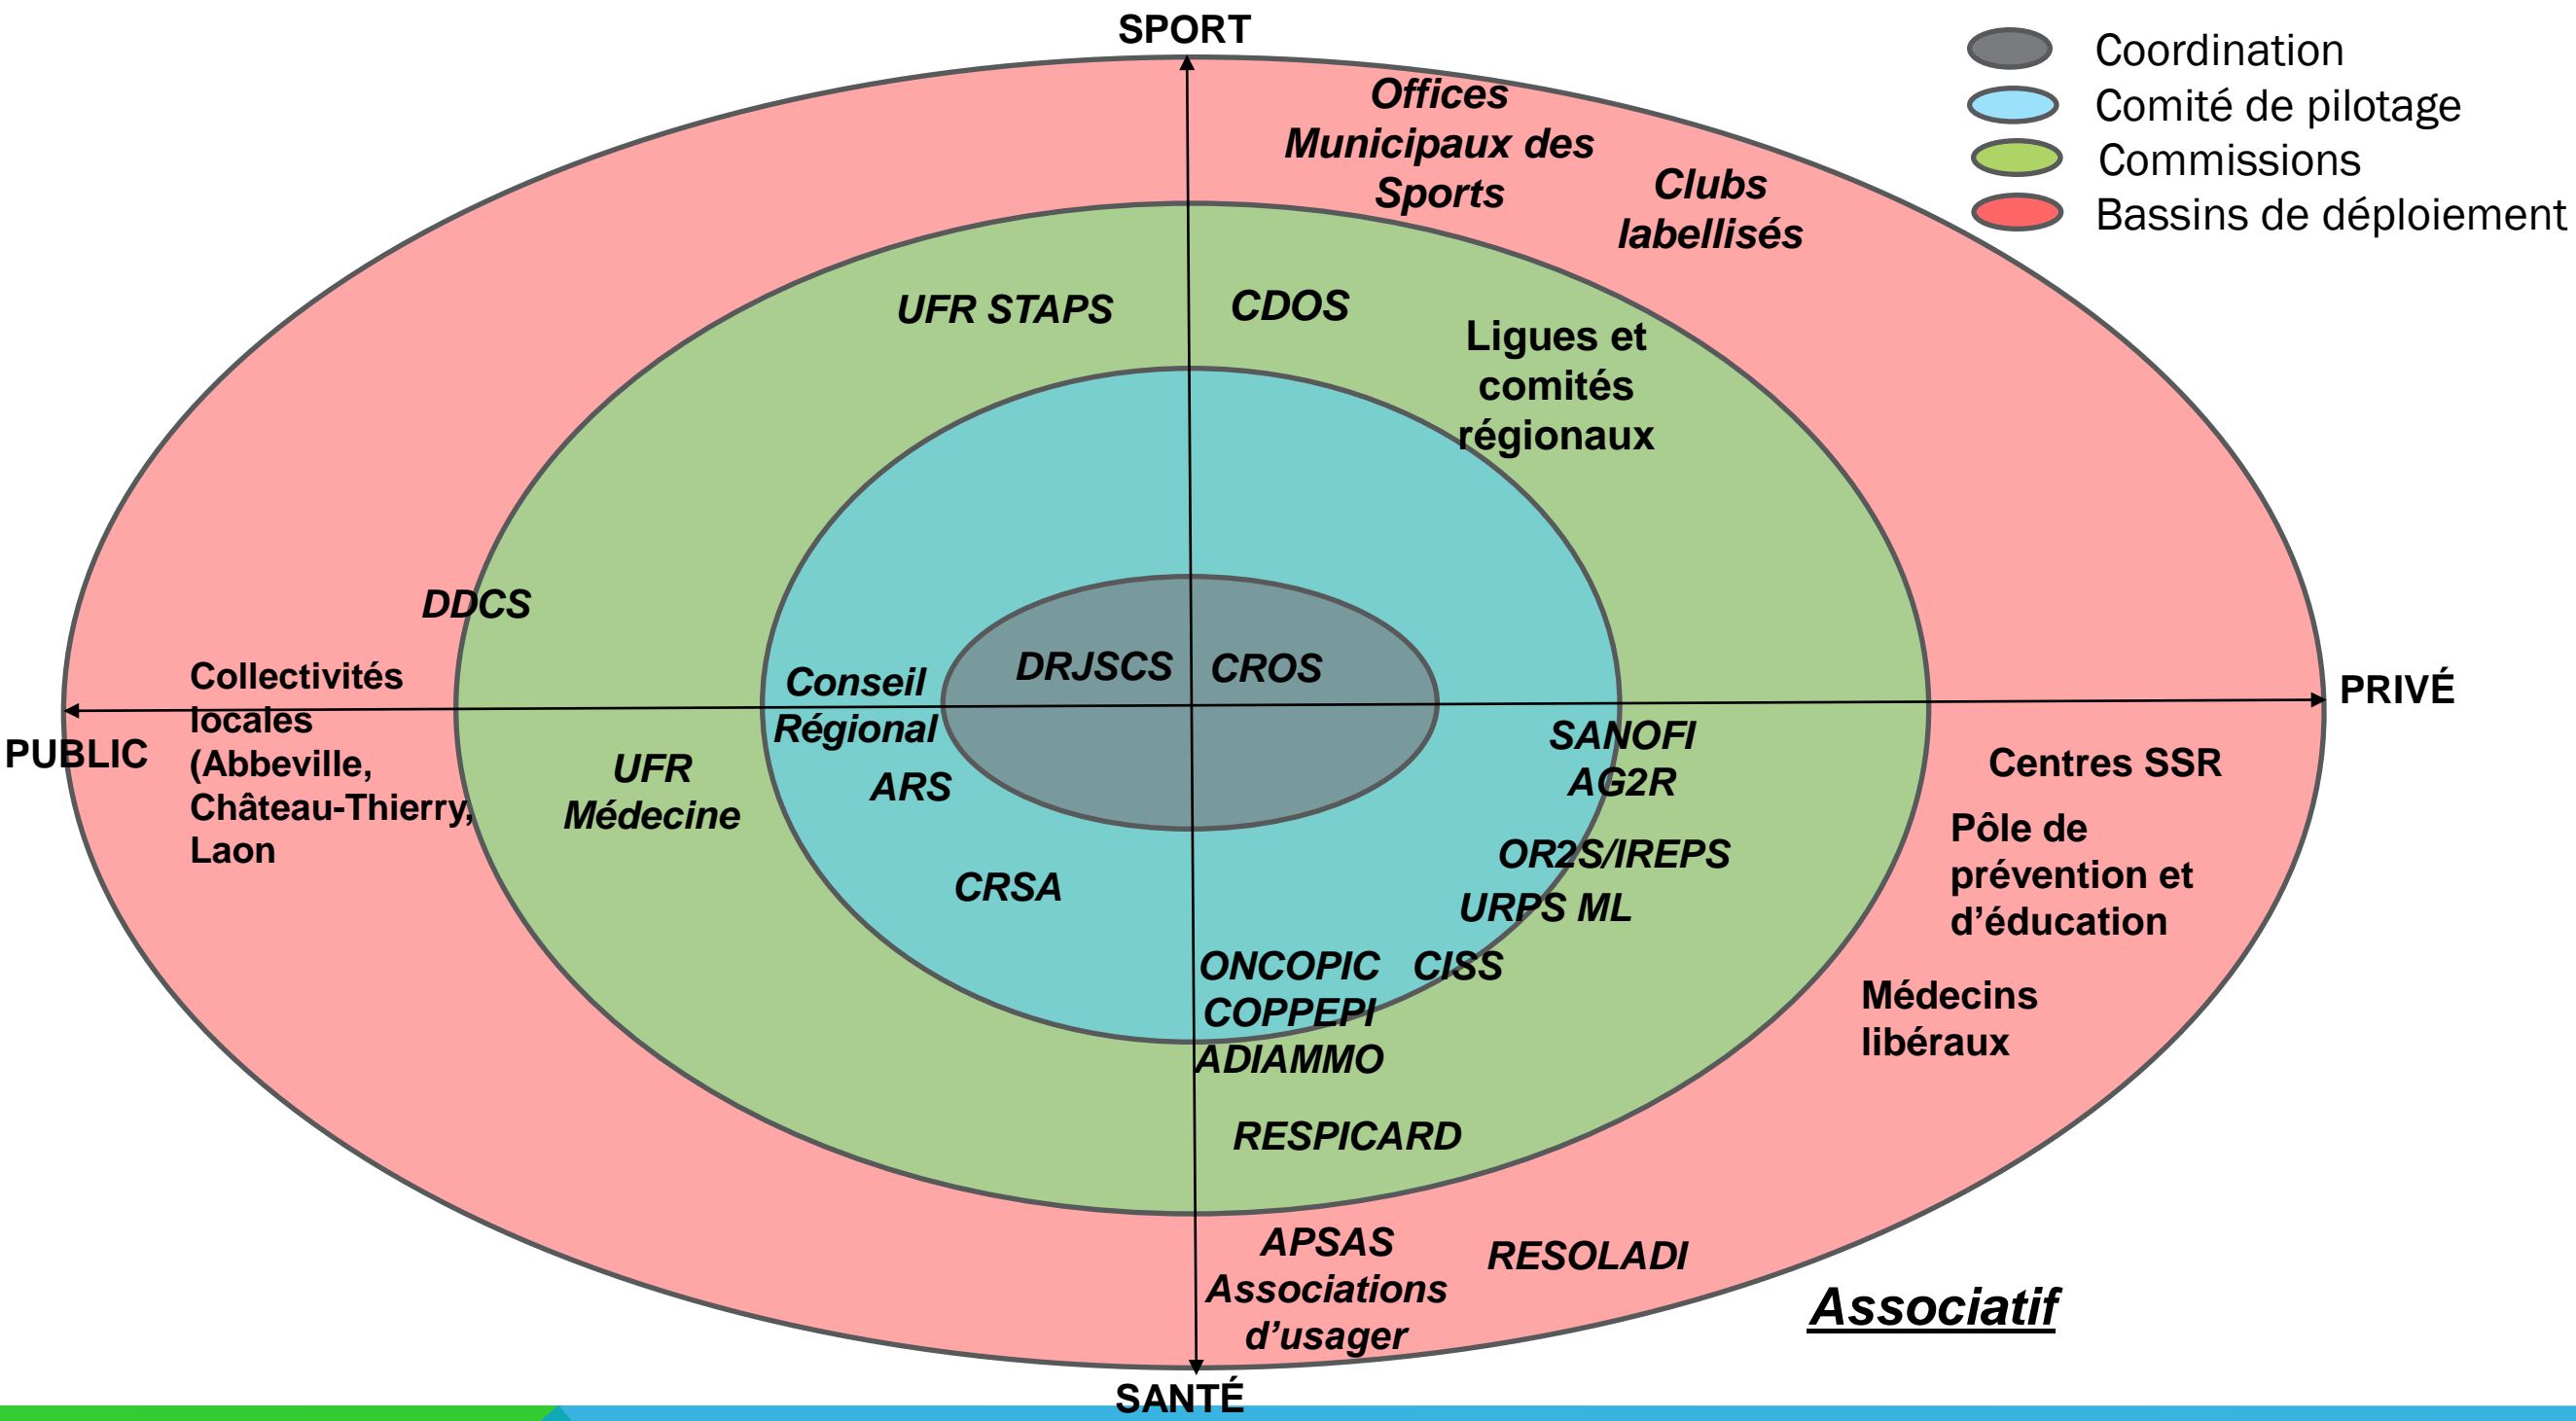 SPORT
Coordination
Comité de pilotage
Commissions
Bassins de déploiement
Offices
Municipaux des
Sports
Clubs
labellisés
UFR STAPS
CDOS
Ligues et
comités
régionaux
DDCS
DRJSCS
CROS
Conseil
Régional
ARS
CRSA
Collectivités
locales
(Abbeville,
Château-Thierry,
Laon
PUBLIC
PRIVÉ
UFR
Médecine
SANOFI
AG2R
OR2S/IREPS
URPS ML
ONCOPIC
CISS
COPPEPI
ADIAMMO
RESPICARD
Centres SSR
Pôle de
prévention et
d’éducation
Médecins
libéraux
APSAS
Associations
d’usager
RESOLADI
Associatif
SANTÉ